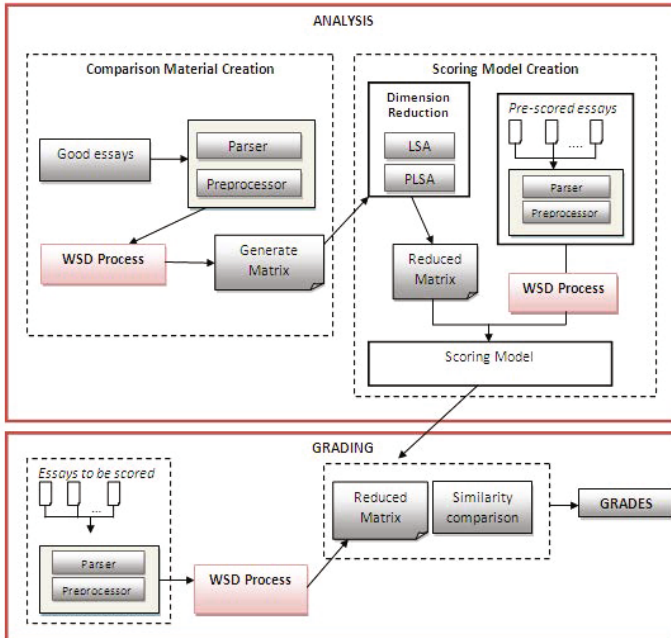 ANALYSIS
Comparison Material Creation
Good essays
Parser
Preprocessor
WSD Process
Generate
Matrix
Scoring Model Creation
Dimension
Reduction
LSA
PLSA
Pre-scored essays
....
Parser
Preprocessor
Reduced
Matrix
WSD Process
Scoring Model
GRADING
Essays to be scored
...
Parser
Preprocessor
WSD Process
Reduced
Matrix
Similarity
comparison
GRADES